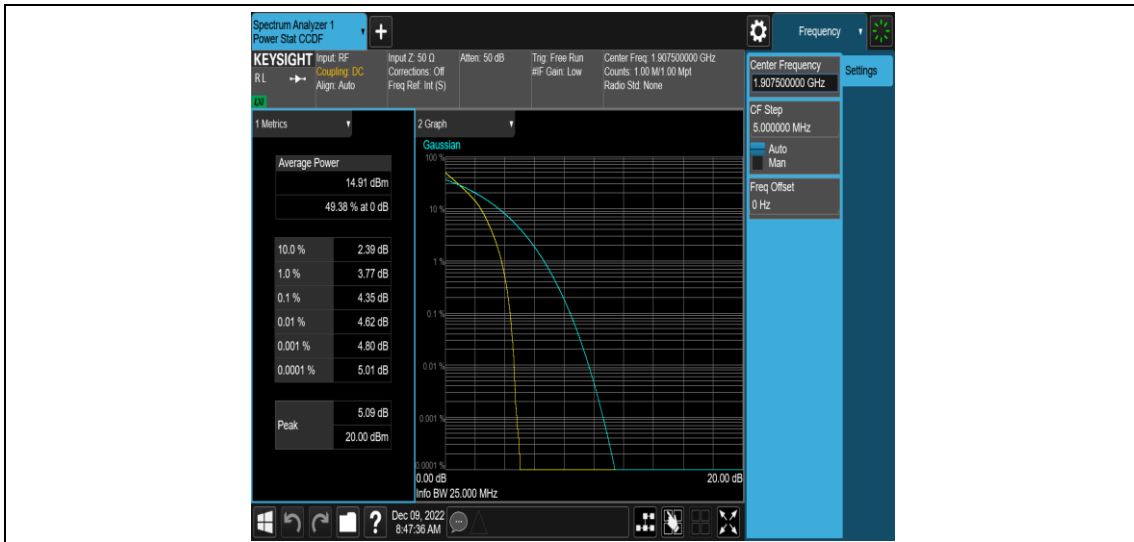 Spectrum Analyzer 1
Power Stat CCDF
+
Frequency
KEYSIGHT
RL
LXI
Input: RF
Coupling: DC
Align: Auto
Input Z: 50 Ω
Corrections: Off
Freq Ref: Int (S)
Atten: 50 dB
Trig: Free Run
#IF Gain: Low
Center Freq: 1.907500000 GHz
Counts: 1.00 M/1.00 Mpt
Radio Std: None
Center Frequency
1.907500000 GHz
Settings
CF Step
5.000000 MHz
Auto
Man
Freq Offset
0 Hz
1 Metrics
Average Power
14.91 dBm
49.38 % at 0 dB
10.0 % 2.39 dB
1.0 % 3.77 dB
0.1 % 4.35 dB
0.01 % 4.62 dB
0.001 % 4.80 dB
0.0001 % 5.01 dB
Peak
5.09 dB
20.00 dBm
2 Graph
Gaussian
100 %
10 %
1 %
0.1 %
0.01 %
0.001 %
0.0001 %
0.00 dB 20.00 dB
Info BW 25.000 MHz
?
Dec 09, 2022
8:47:36 AM